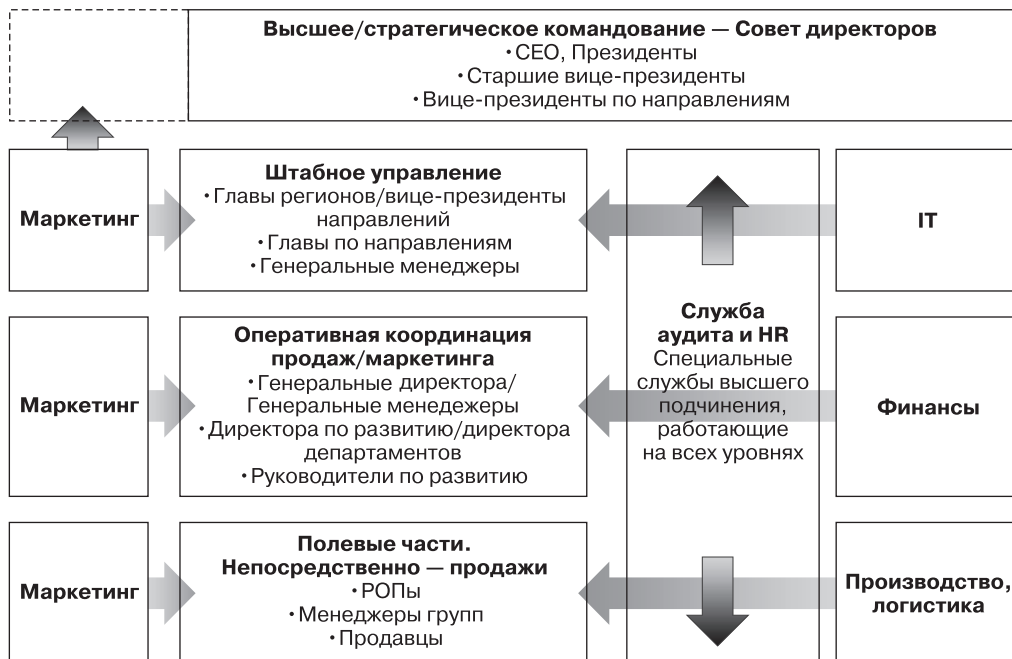 Высшее/стратегическое командование — Совет директоров
• CEO, Президенты
• Старшие вице-президенты
• Вице-президенты по направлениям
Маркетинг
Штабное управление
• Главы регионов/вице-президенты
направлений
• Главы по направлениям
• Генеральные менеджеры
IT
Маркетинг
Оперативная координация
продаж/маркетинга
• Генеральные директора/
Генеральные менедежеры
• Директора по развитию/директора
департаментов
• Руководители по развитию
Служба
аудита и HR
Специальные
службы высшего
подчинения,
работающие
на всех уровнях
Финансы
Маркетинг
Полевые части.
Непосредственно — продажи
• РОПы
• Менеджеры групп
• Продавцы
Производство,
логистика